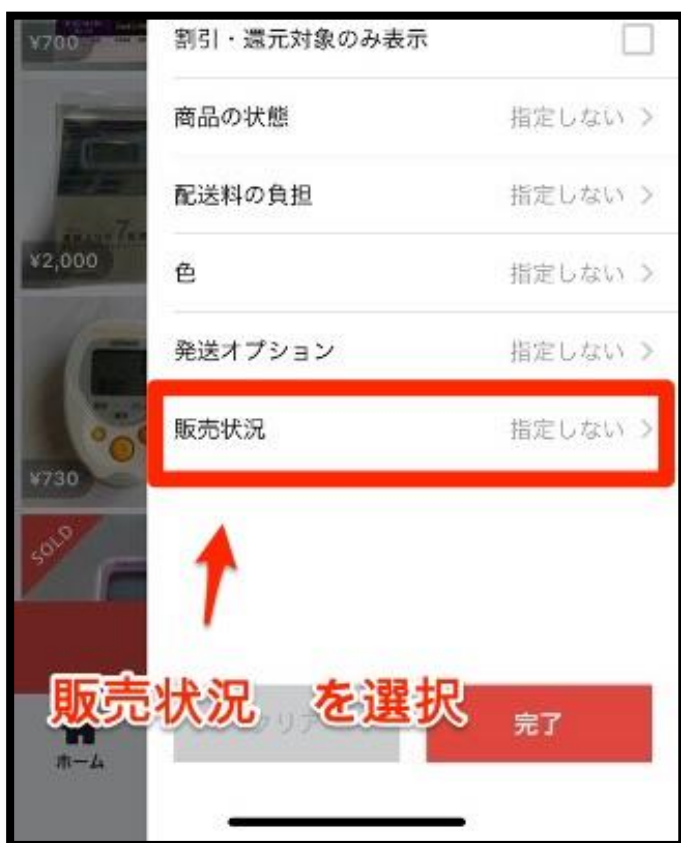 ¥700
割引・還元対象のみ表示
商品の状態 指定しない
配送料の負担 指定しない
¥2,000
色 指定しない
発送オプション 指定しない
販売状況 指定しない
¥730
SOLD
販売状況 を選択
クリア
完了
ホーム